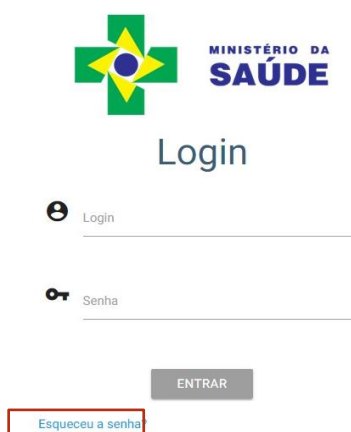 MINISTÉRIO DA
SAÚDE
Login
Login
Senha
ENTRAR
Esqueceu a senha?